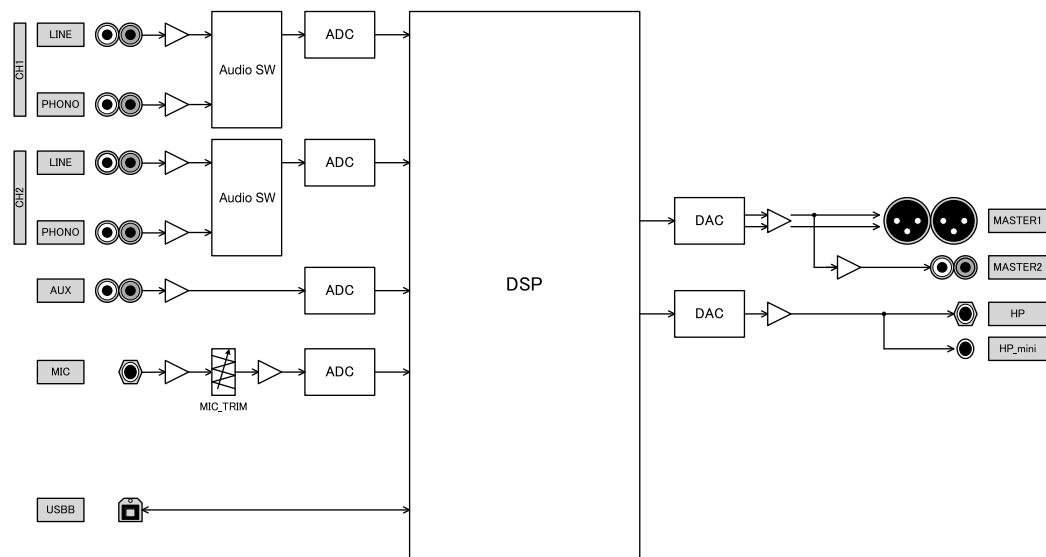 CH1
LINE
PHONO
Audio SW
ADC
CH2
LINE
PHONO
Audio SW
ADC
AUX
ADC
MIC
MIC_TRIM
ADC
USBB
DSP
DAC
MASTER1
MASTER2
DAC
HP
HP_mini